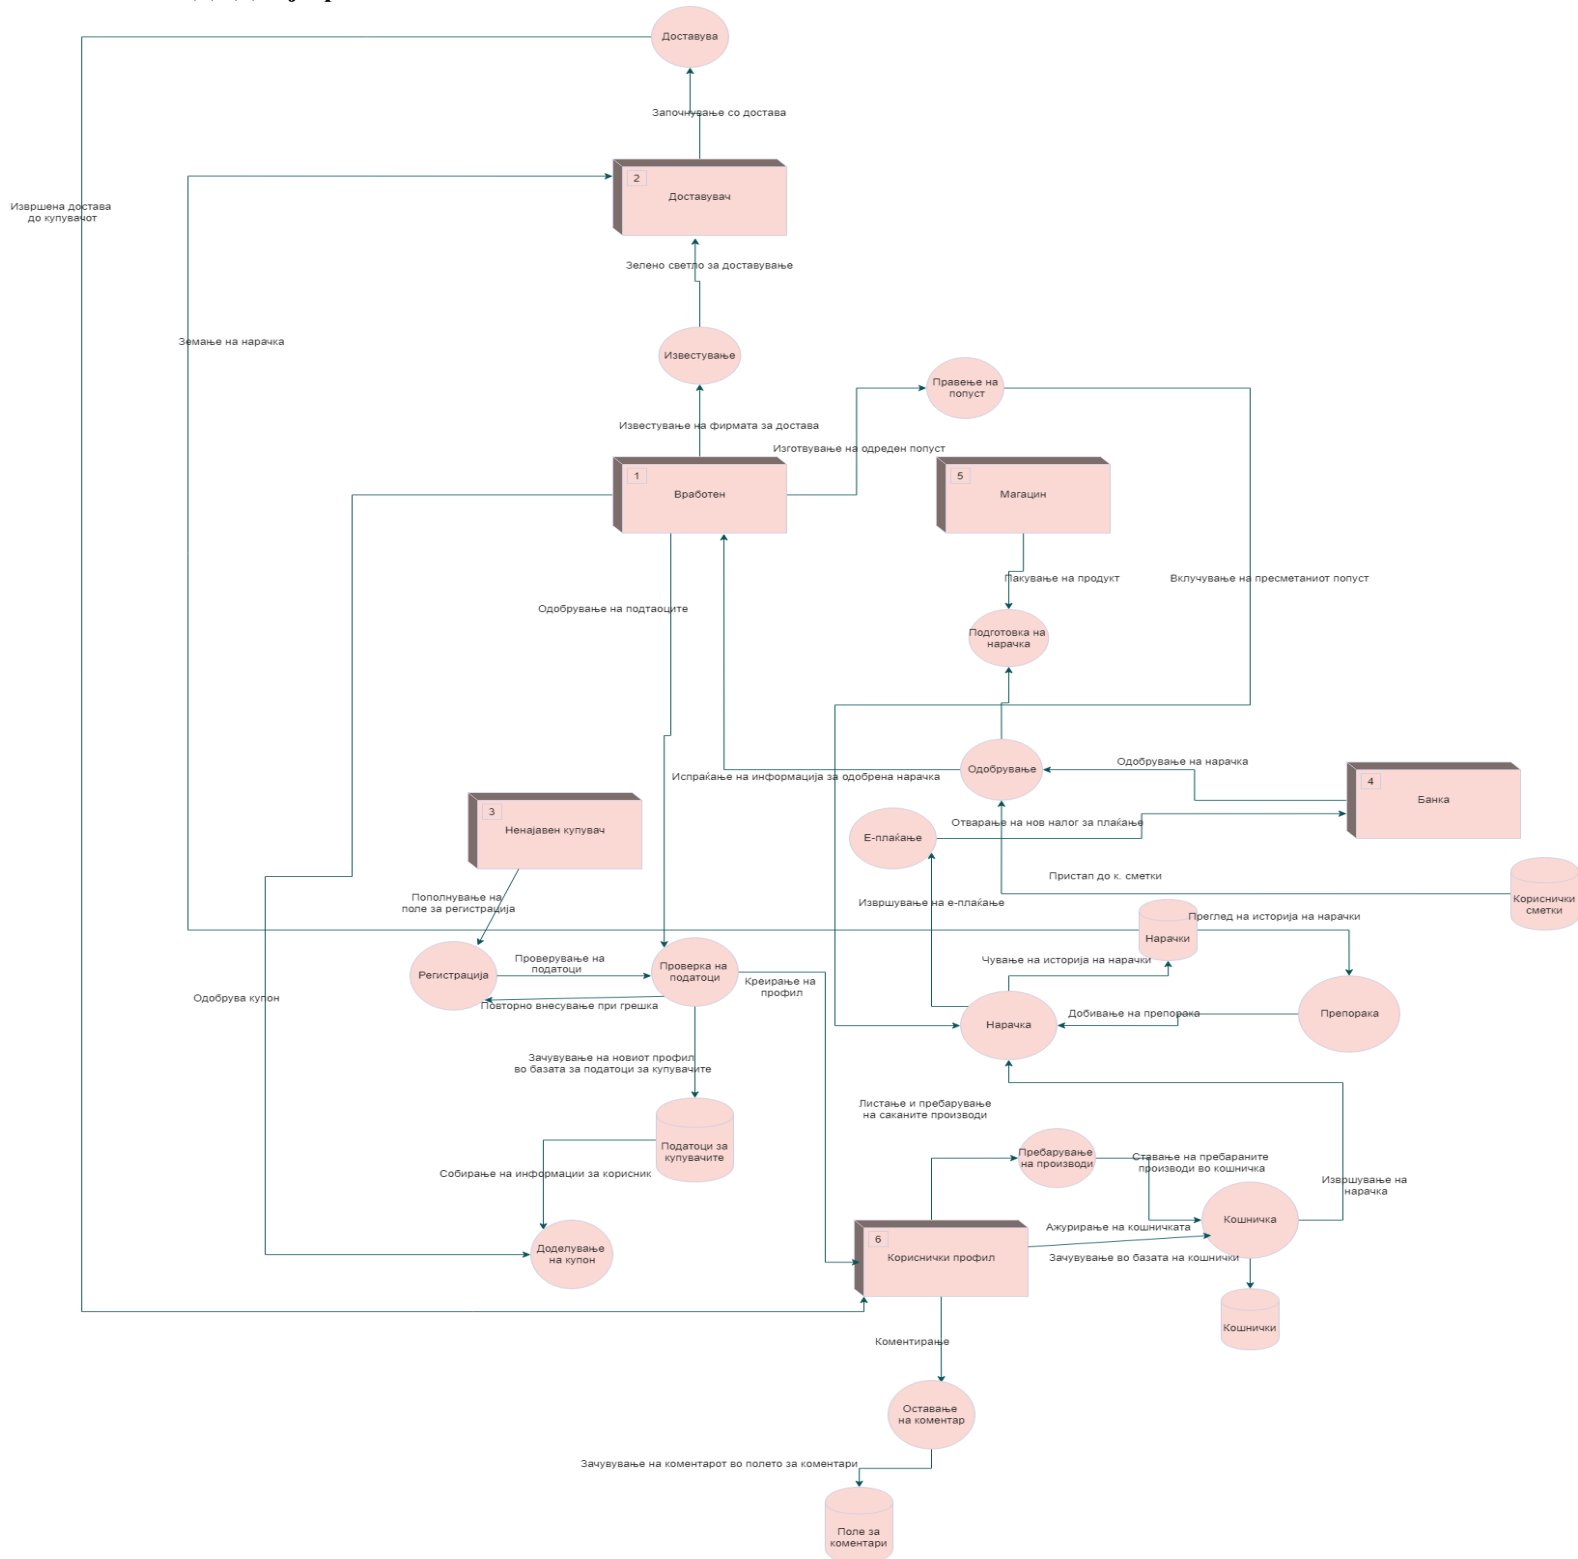 Доставува
Започнување со достава
2
Доставувач
Извршена достава
до купувачот
Зелено светло за доставување
Земање на нарачка
Известување
Правење на
попуст
Известување на фирмата за достава
Изготвување на одреден попуст
1
Вработен
5
Магацин
Пакување на продукт
Вклучување на пресметаниот попуст
Одобрување на подтаоците
Подготовка на
нарачка
Одобрување на нарачка
Одобрување
Испраќање на информација за одобрена нарачка
4
Банка
3
Ненајавен купувач
Отварање на нов налог за плаќање
Е-плаќање
Пристап до к. сметки
Кориснички
сметки
Пополнување на
поле за регистрација
Извршување на е-плаќање
Преглед на историја на нарачки
Нарачки
Проверување на
податоци
Чување на историја на нарачки
Регистрација
Проверка на
податоци
Креирање на
профил
Одобрува купон
Повторно внесување при грешка
Добивање на препорака
Препорака
Нарачка
Зачувување на новиот профил
во базата за податоци за купувачите
Листање и пребарување
на саканите производи
Податоци за
купувачите
Пребарување
на производи
Ставање на пребараните
производи во кошничка
Собирање на информации за корисник
Извршување на
нарачка
Кошничка
Ажурирање на кошничката
6
Кориснички профил
Зачувување во базата на кошнички
Доделување
на купон
Кошнички
Коментирање
Оставање
на коментар
Зачувување на коментарот во полето за коментари
Поле за
коментари